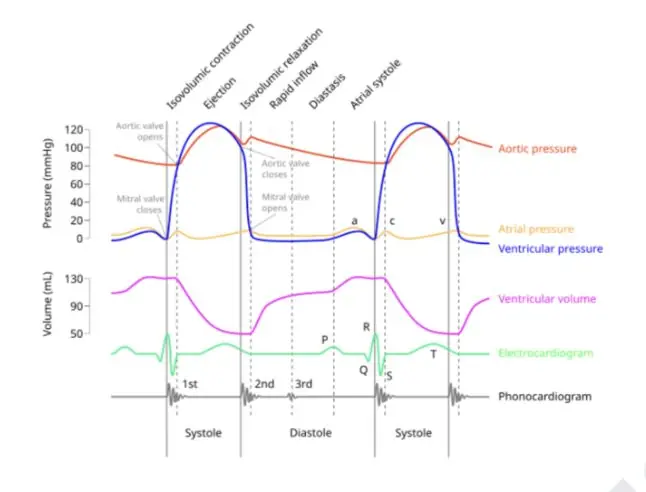 Isovolumic contraction
Ejection
Isovolumic relaxation
Rapid inflow
Diastasis
Atrial systole
Pressure (mmHg)
120
100
80
60
40
20
0
Aortic valve
opens
Aortic valve
closes
Mitral valve
closes
Mitral valve
opens
a
c
v
Aortic pressure
Atrial pressure
Ventricular pressure
Volume (mL)
130
90
50
Ventricular volume
P
R
Q
S
T
Electrocardiogram
1st
2nd
3rd
Phonocardiogram
Systole
Diastole
Systole